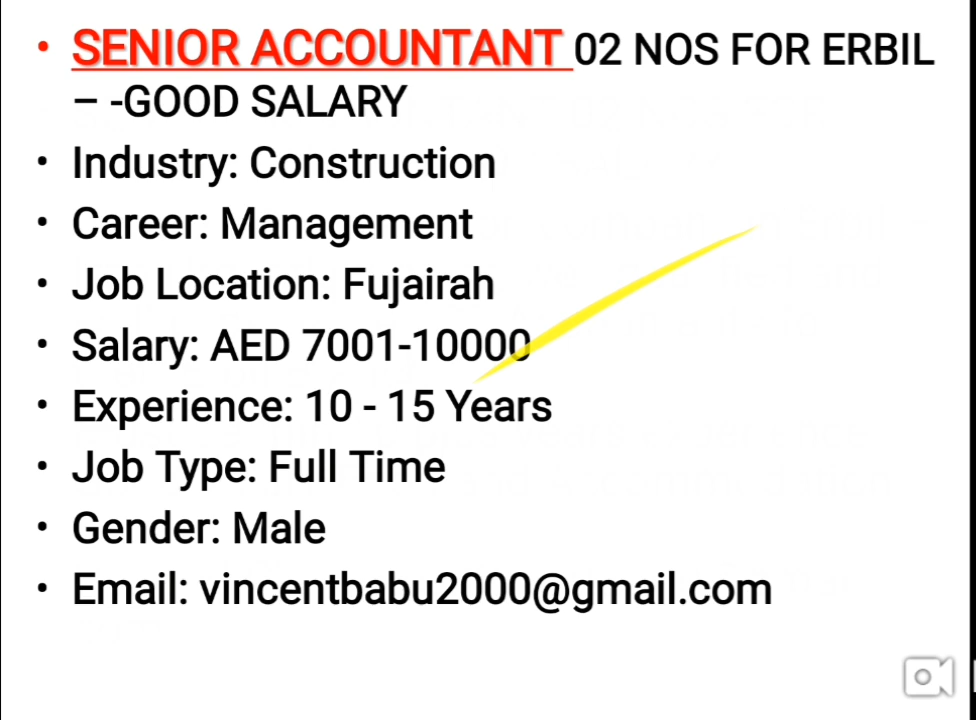 • SENIOR ACCOUNTANT 02 NOS FOR ERBIL
– -GOOD SALARY
• Industry: Construction
• Career: Management
• Job Location: Fujairah
• Salary: AED 7001-10000
• Experience: 10 - 15 Years
• Job Type: Full Time
• Gender: Male
• Email: vincentbabu2000@gmail.com